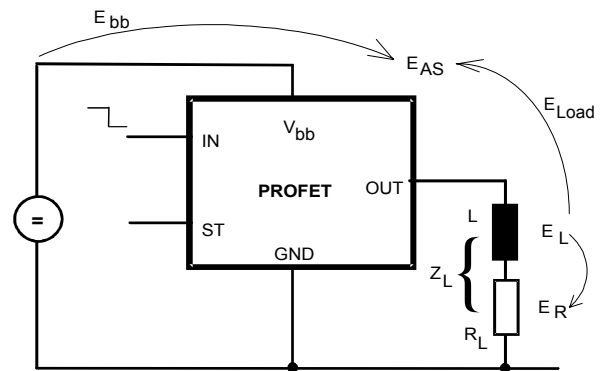 E bb
E AS
E Load
IN
V bb
PROFET
OUT
=
ST
GND
L
E L
Z L
{
R L
E R